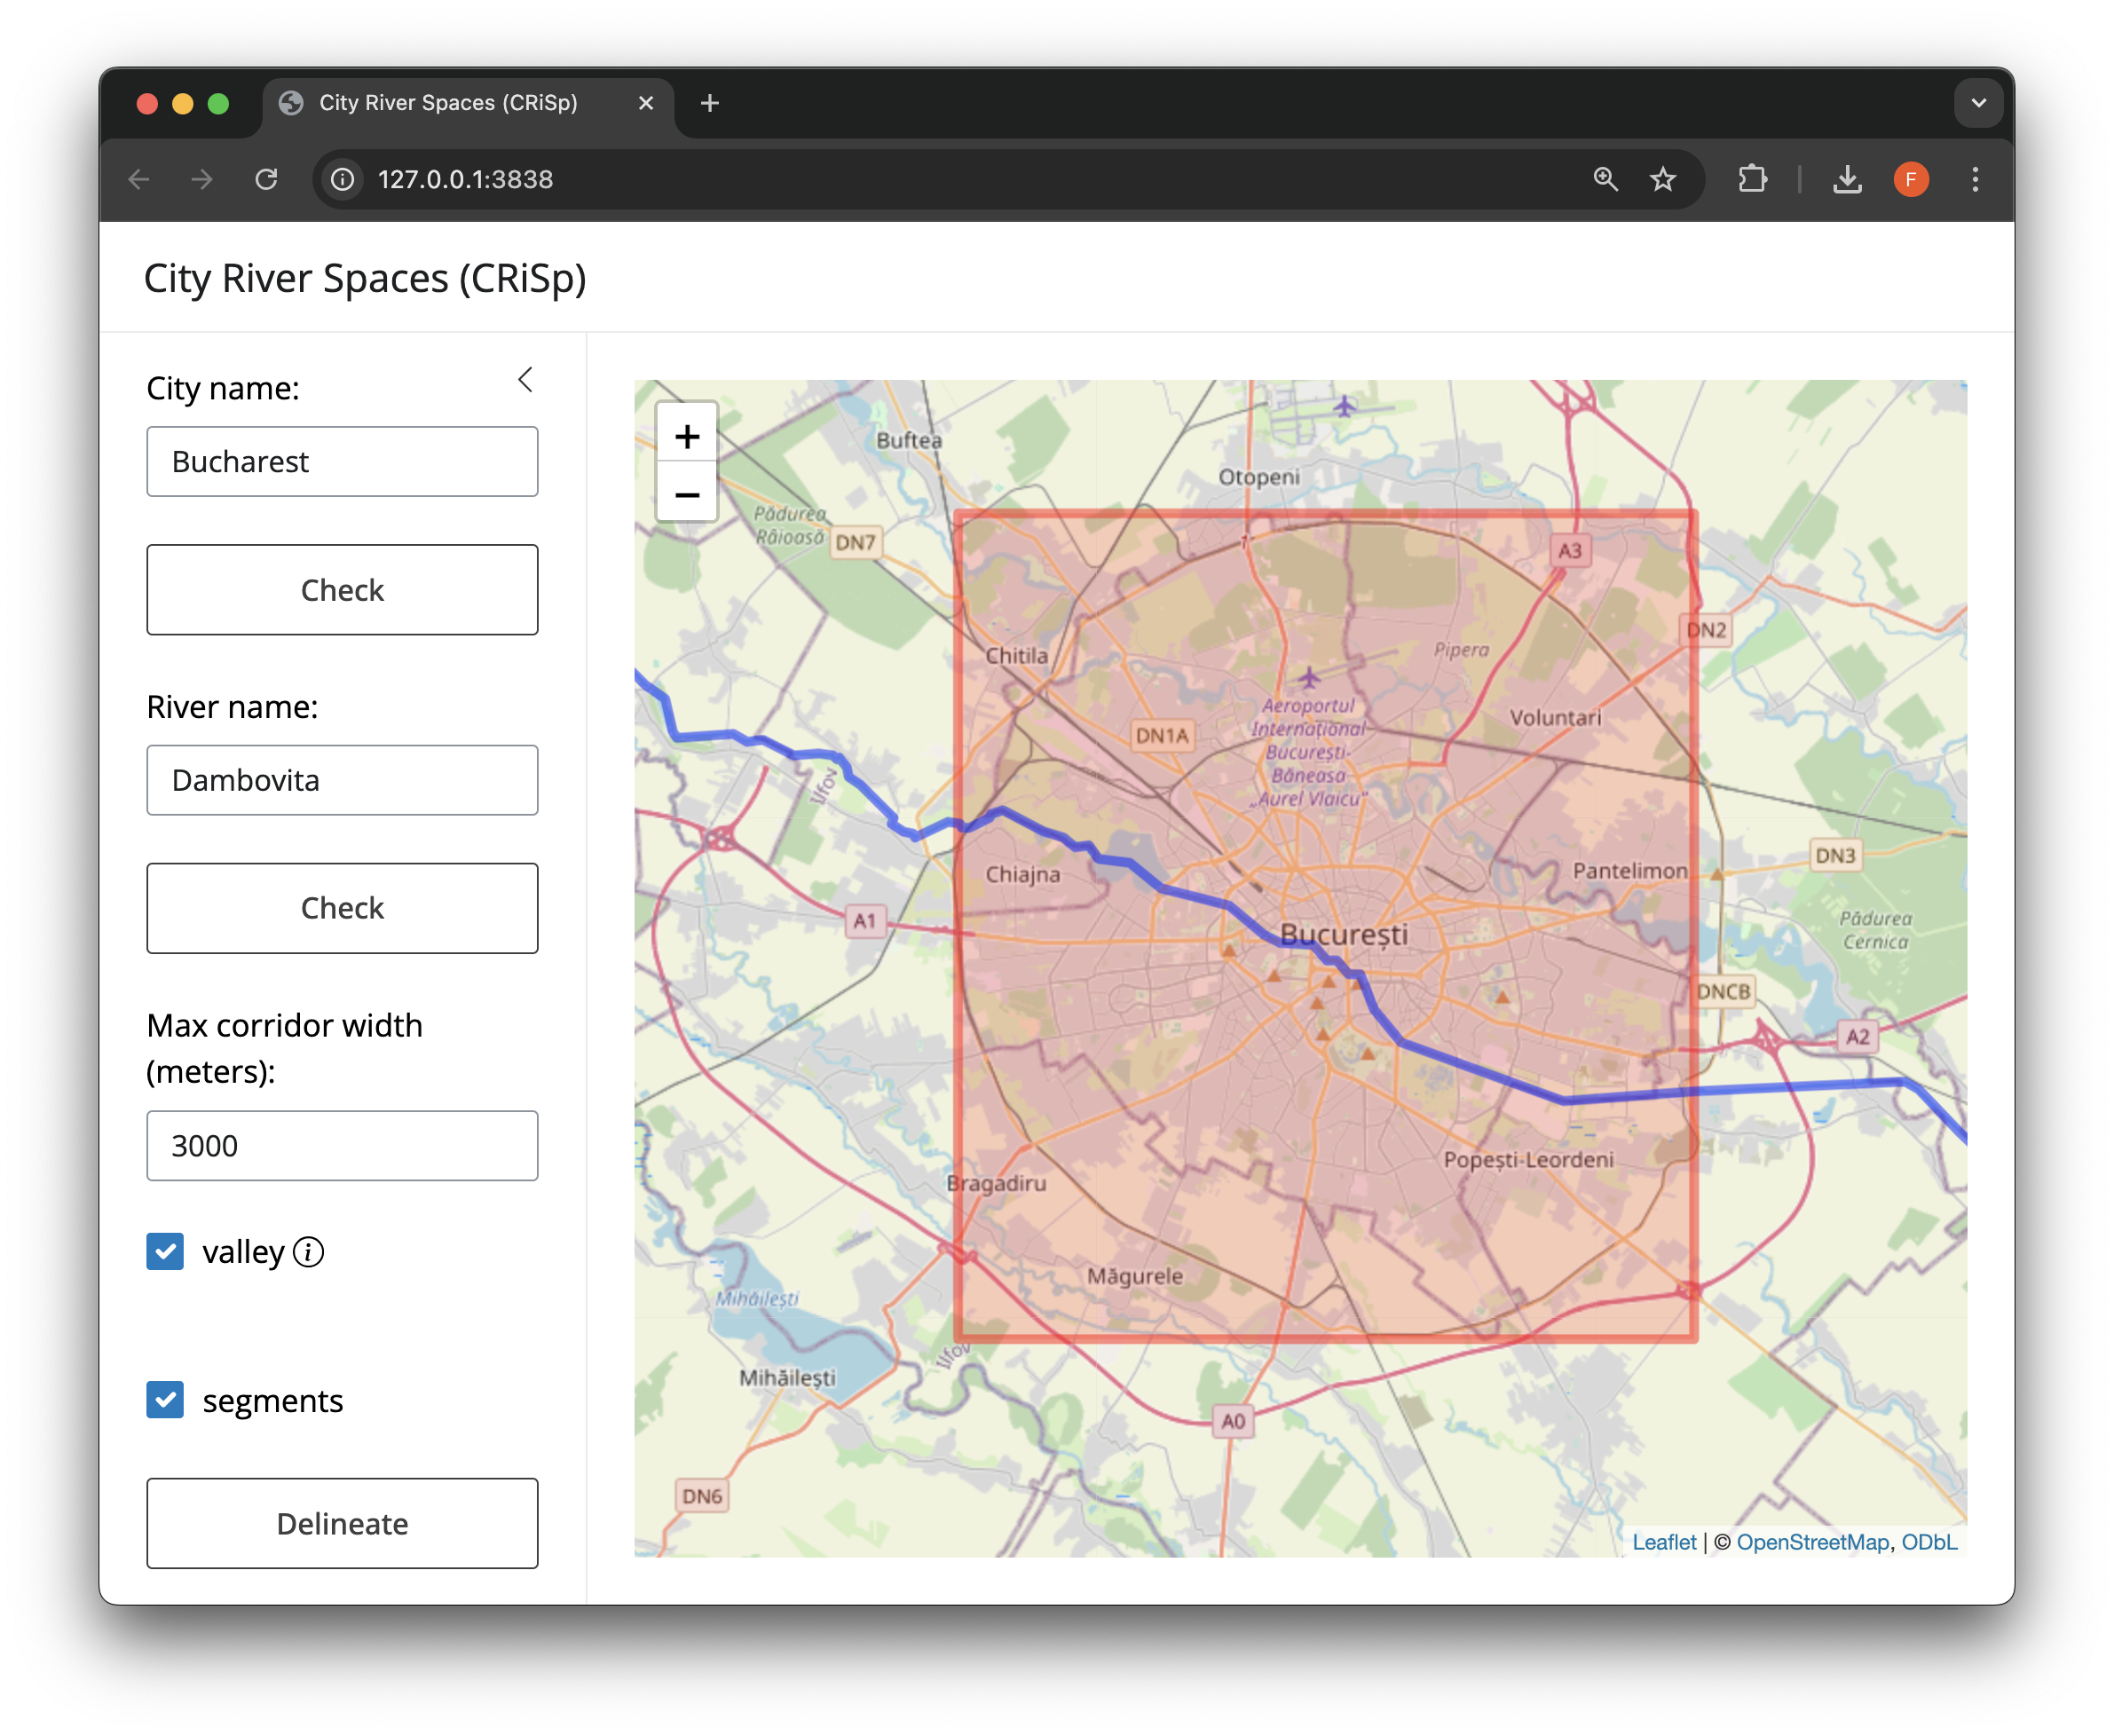 City River Spaces (CRiSp)
127.0.0.1:3838
F
City River Spaces (CRiSp)
City name:
Bucharest
Check
River name:
Dambovita
Check
Max corridor width
(meters):
3000
valley
segments
Delineate
+
−
Buftea
Otopeni
Pădurea
Râioasă
DN7
A3
DN2
Chitila
Pipera
Aeroportul
Internațional
București-
Băneasa
„Aurel Vlaicu“
Voluntari
DN1A
Ilfov
Chiajna
Pantelimon
DN3
A1
București
Pădurea
Cernica
DNCB
A2
Popești-Leordeni
Bragadiru
Măgurele
Mihăilești
Ilfov
Mihăilești
A0
DN6
Leaflet | © OpenStreetMap, ODbL